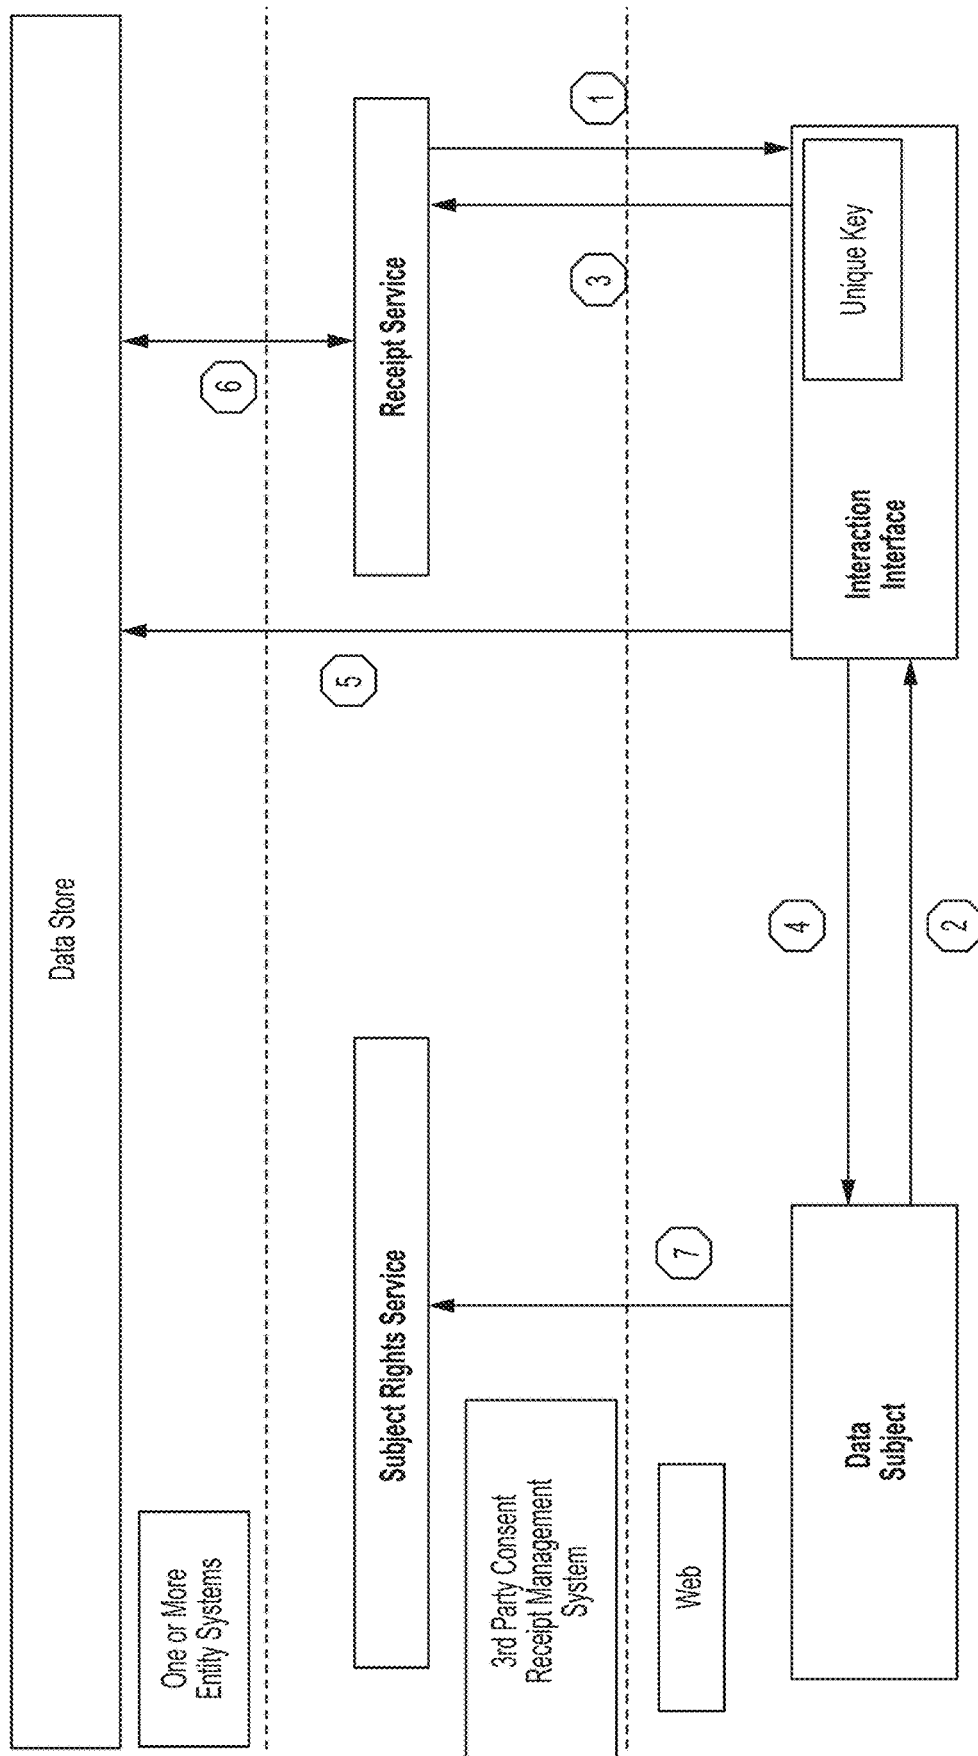 Data Store
One or More
Entity Systems
6
5
Subject Rights Service
Receipt Service
3rd Party Consent
Receipt Management
System
3
1
Web
7
4
2
Data
Subject
Interaction
Interface
Unique Key